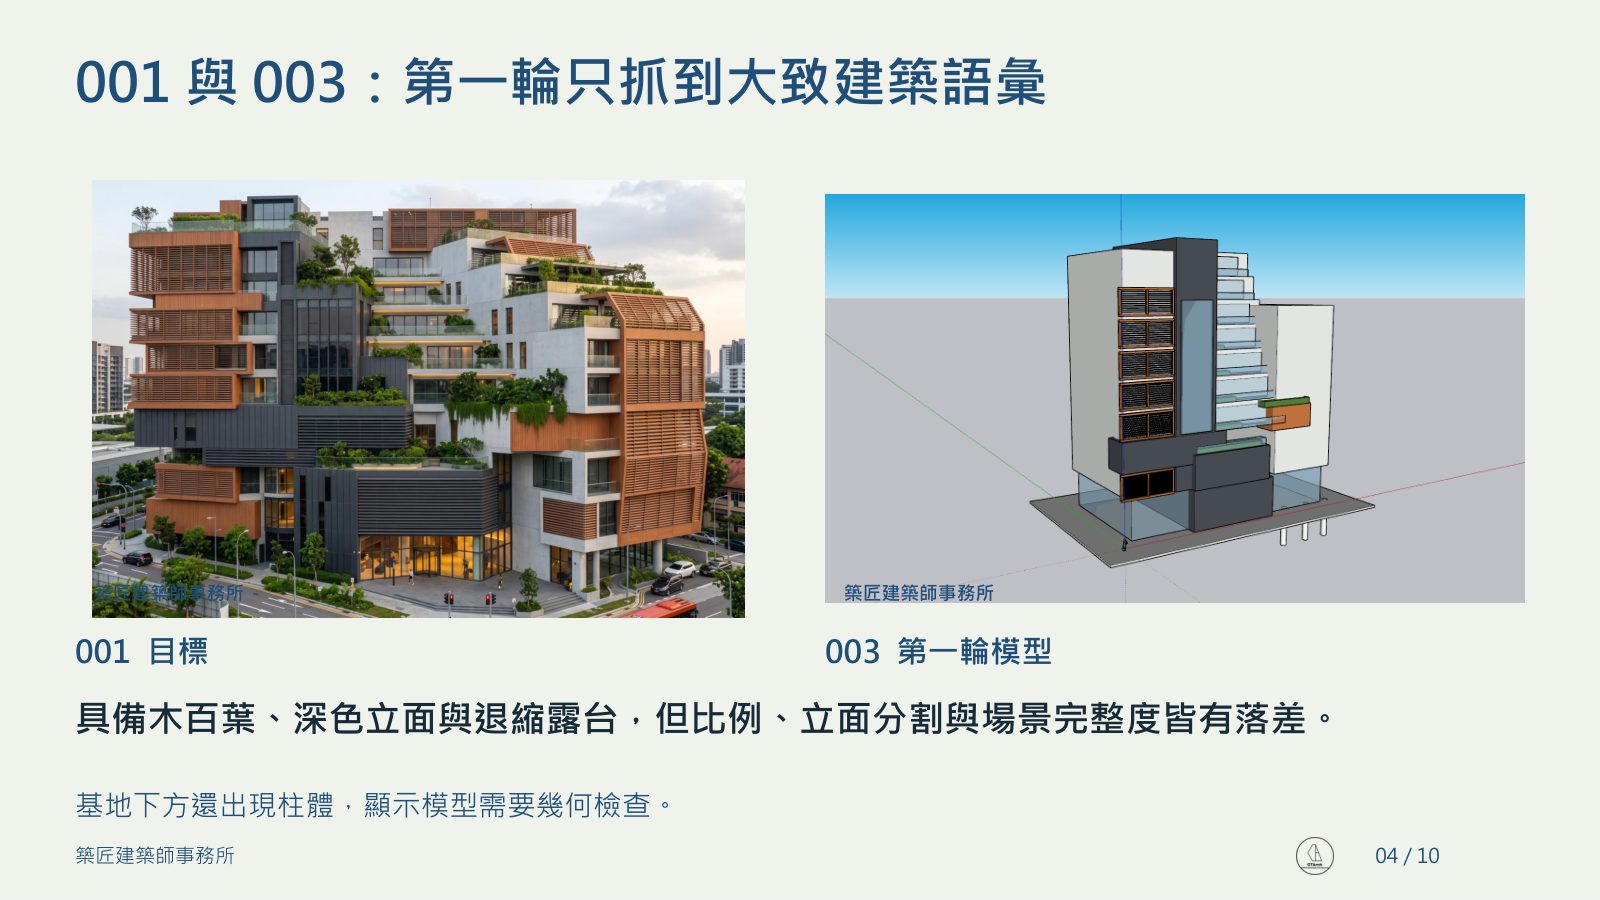 001 與 003：第一輪只抓到大致建築語彙
築匠建築師事務所
築匠建築師事務所
001 目標
003 第一輪模型
具備木百葉、深色立面與退縮露台，但比例、立面分割與場景完整度皆有落差。
基地下方還出現柱體，顯示模型需要幾何檢查。
築匠建築師事務所
04 / 10